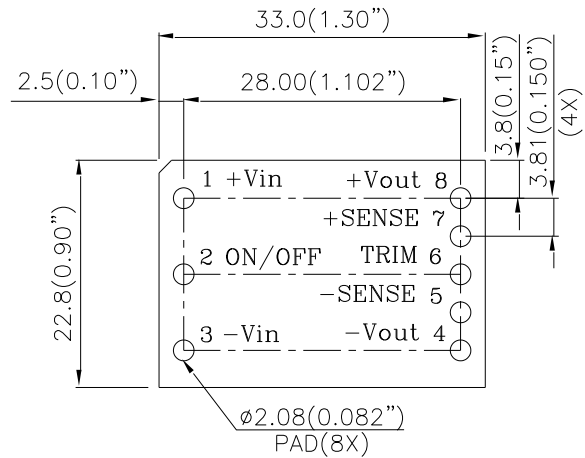 33.0(1.30”)
2.5(0.10”)
28.00(1.102”)
3.8(0.15”)
3.81(0.150”)
(4X)
22.8(0.90”)
1 +Vin +Vout 8
+SENSE 7
2 ON/OFF TRIM 6
−SENSE 5
3 −Vin −Vout 4
ø2.08(0.082”)
PAD(8X)